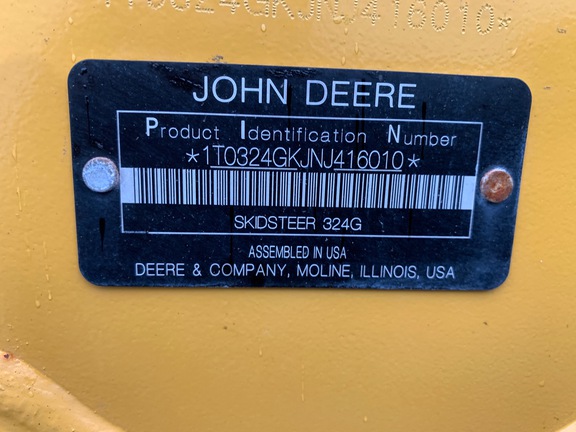 JOHN DEERE
Product Identification Number
*1T0324GKJNJ416010*
SKIDSTEER 324G
ASSEMBLED IN USA
DEERE & COMPANY, MOLINE, ILLINOIS, USA